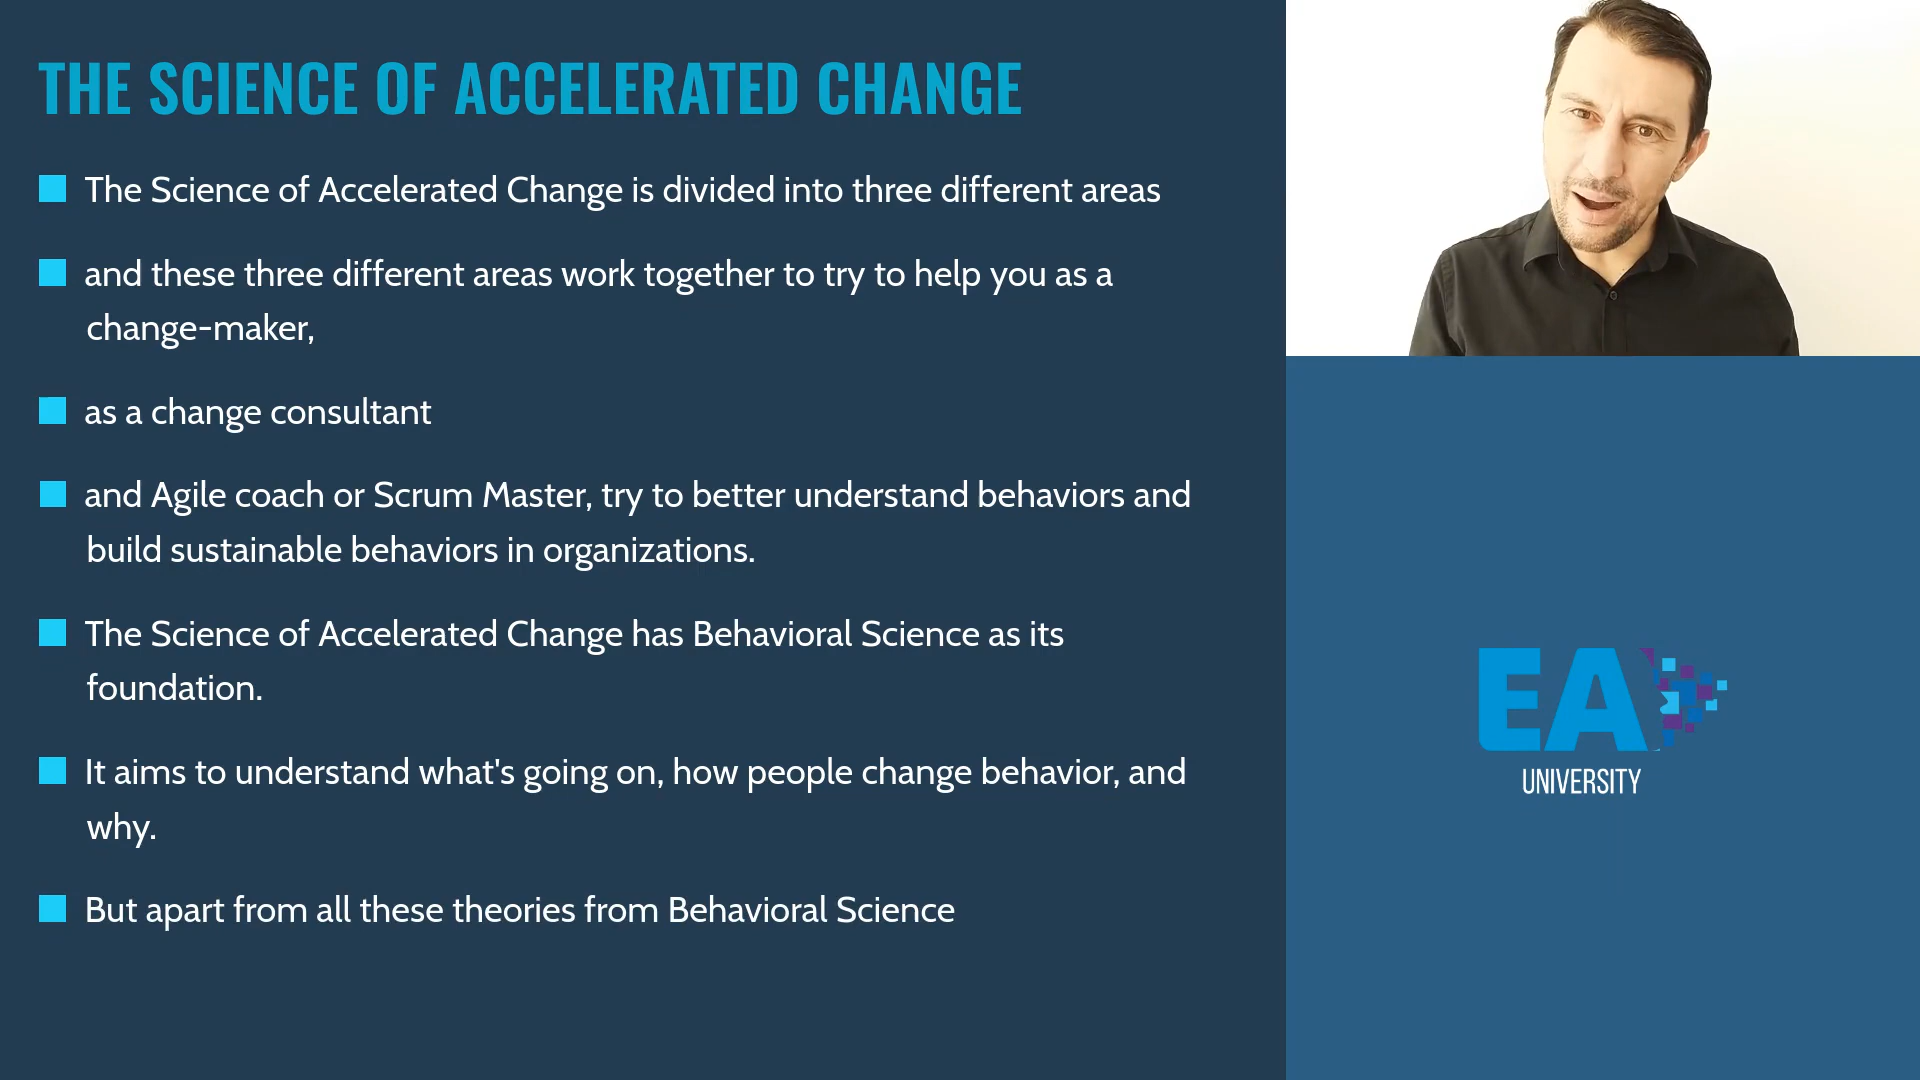 THE SCIENCE OF ACCELERATED CHANGE
The Science of Accelerated Change is divided into three different areas
and these three different areas work together to try to help you as a
change-maker,
as a change consultant
and Agile coach or Scrum Master, try to better understand behaviors and
build sustainable behaviors in organizations.
The Science of Accelerated Change has Behavioral Science as its
foundation.
It aims to understand what's going on, how people change behavior, and
why.
But apart from all these theories from Behavioral Science
EA
UNIVERSITY